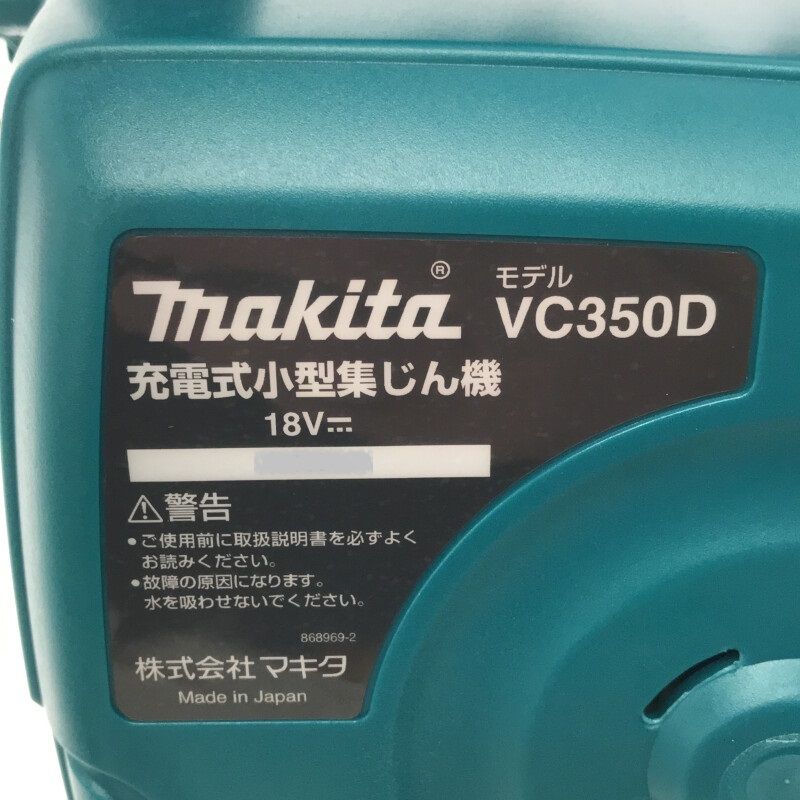 makita® モデル VC350D
充電式小型集じん機
18V⎓
⚠警告
•ご使用前に取扱説明書を必ずよく
お読みください。
•故障の原因になります。
水を吸わせないでください。
868969-2
株式会社 マキタ
Made in Japan